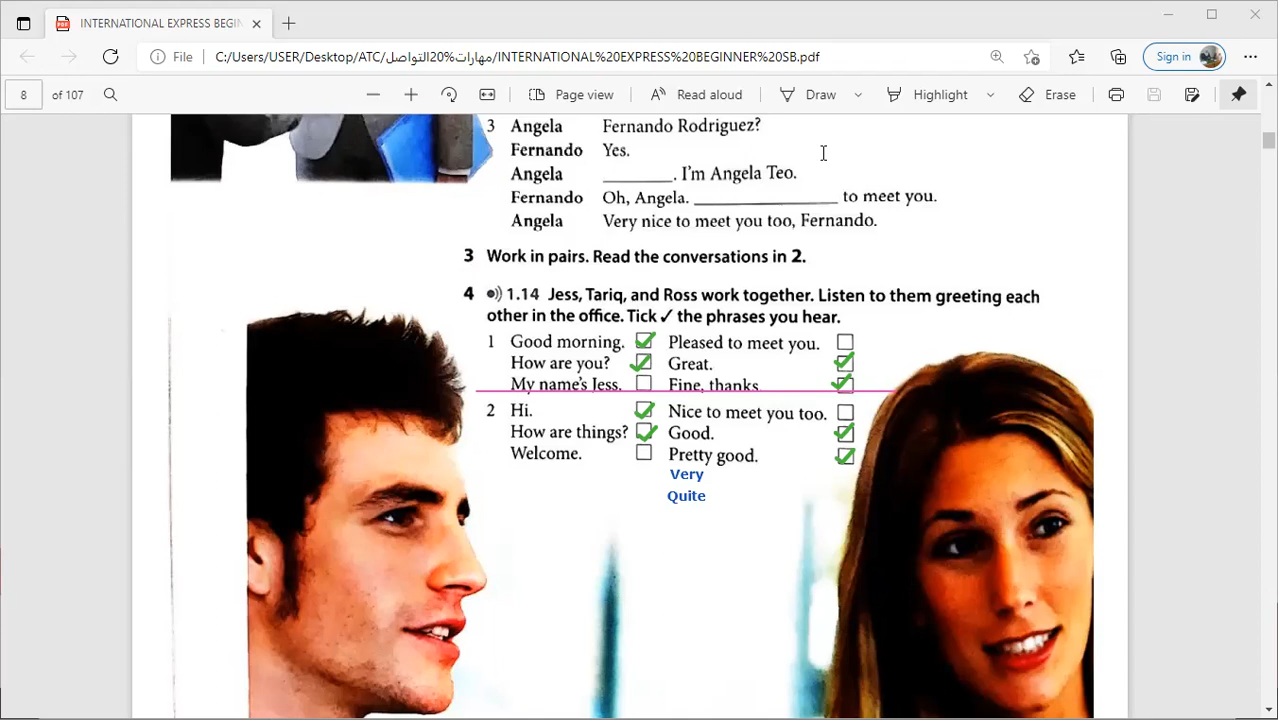 INTERNATIONAL EXPRESS BEGIN
File C:/Users/USER/Desktop/ATC/مهارات%20التواصل/INTERNATIONAL%20EXPRESS%20BEGINNER%20SB.pdf Sign in
8 of 107 Page view Read aloud Draw Highlight Erase
3 Angela Fernando Rodriguez?
Fernando Yes.
Angela ________. I'm Angela Teo.
Fernando Oh, Angela. ________________ to meet you.
Angela Very nice to meet you too, Fernando.
3 Work in pairs. Read the conversations in 2.
4 1.14 Jess, Tariq, and Ross work together. Listen to them greeting each
other in the office. Tick ✓ the phrases you hear.
1 Good morning. ✓ Pleased to meet you. □
How are you? ✓ Great. ✓
My name's Jess. □ Fine, thanks ✓
2 Hi. ✓ Nice to meet you too. □
How are things? ✓ Good. ✓
Welcome. □ Pretty good. ✓
Very
Quite